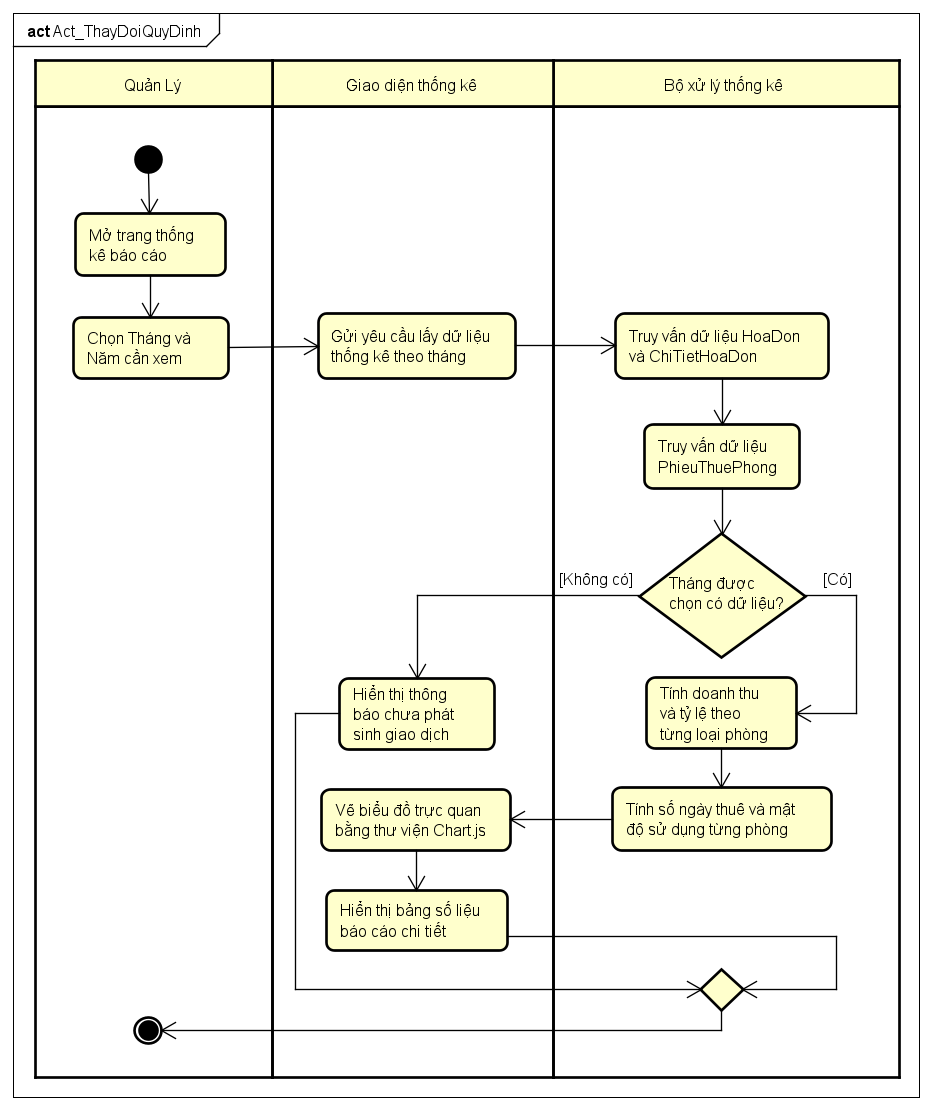 act Act_ThayDoiQuyDinh
Quản Lý
Giao diện thống kê
Bộ xử lý thống kê
Mở trang thống
kê báo cáo
Chọn Tháng và
Năm cần xem
Gửi yêu cầu lấy dữ liệu
thống kê theo tháng
Truy vấn dữ liệu HoaDon
và ChiTietHoaDon
Truy vấn dữ liệu
PhieuThuePhong
[Không có]
Tháng được
chọn có dữ liệu?
[Có]
Hiển thị thông
báo chưa phát
sinh giao dịch
Tính doanh thu
và tỷ lệ theo
từng loại phòng
Vẽ biểu đồ trực quan
bằng thư viện Chart.js
Tính số ngày thuê và mật
độ sử dụng từng phòng
Hiển thị bảng số liệu
báo cáo chi tiết